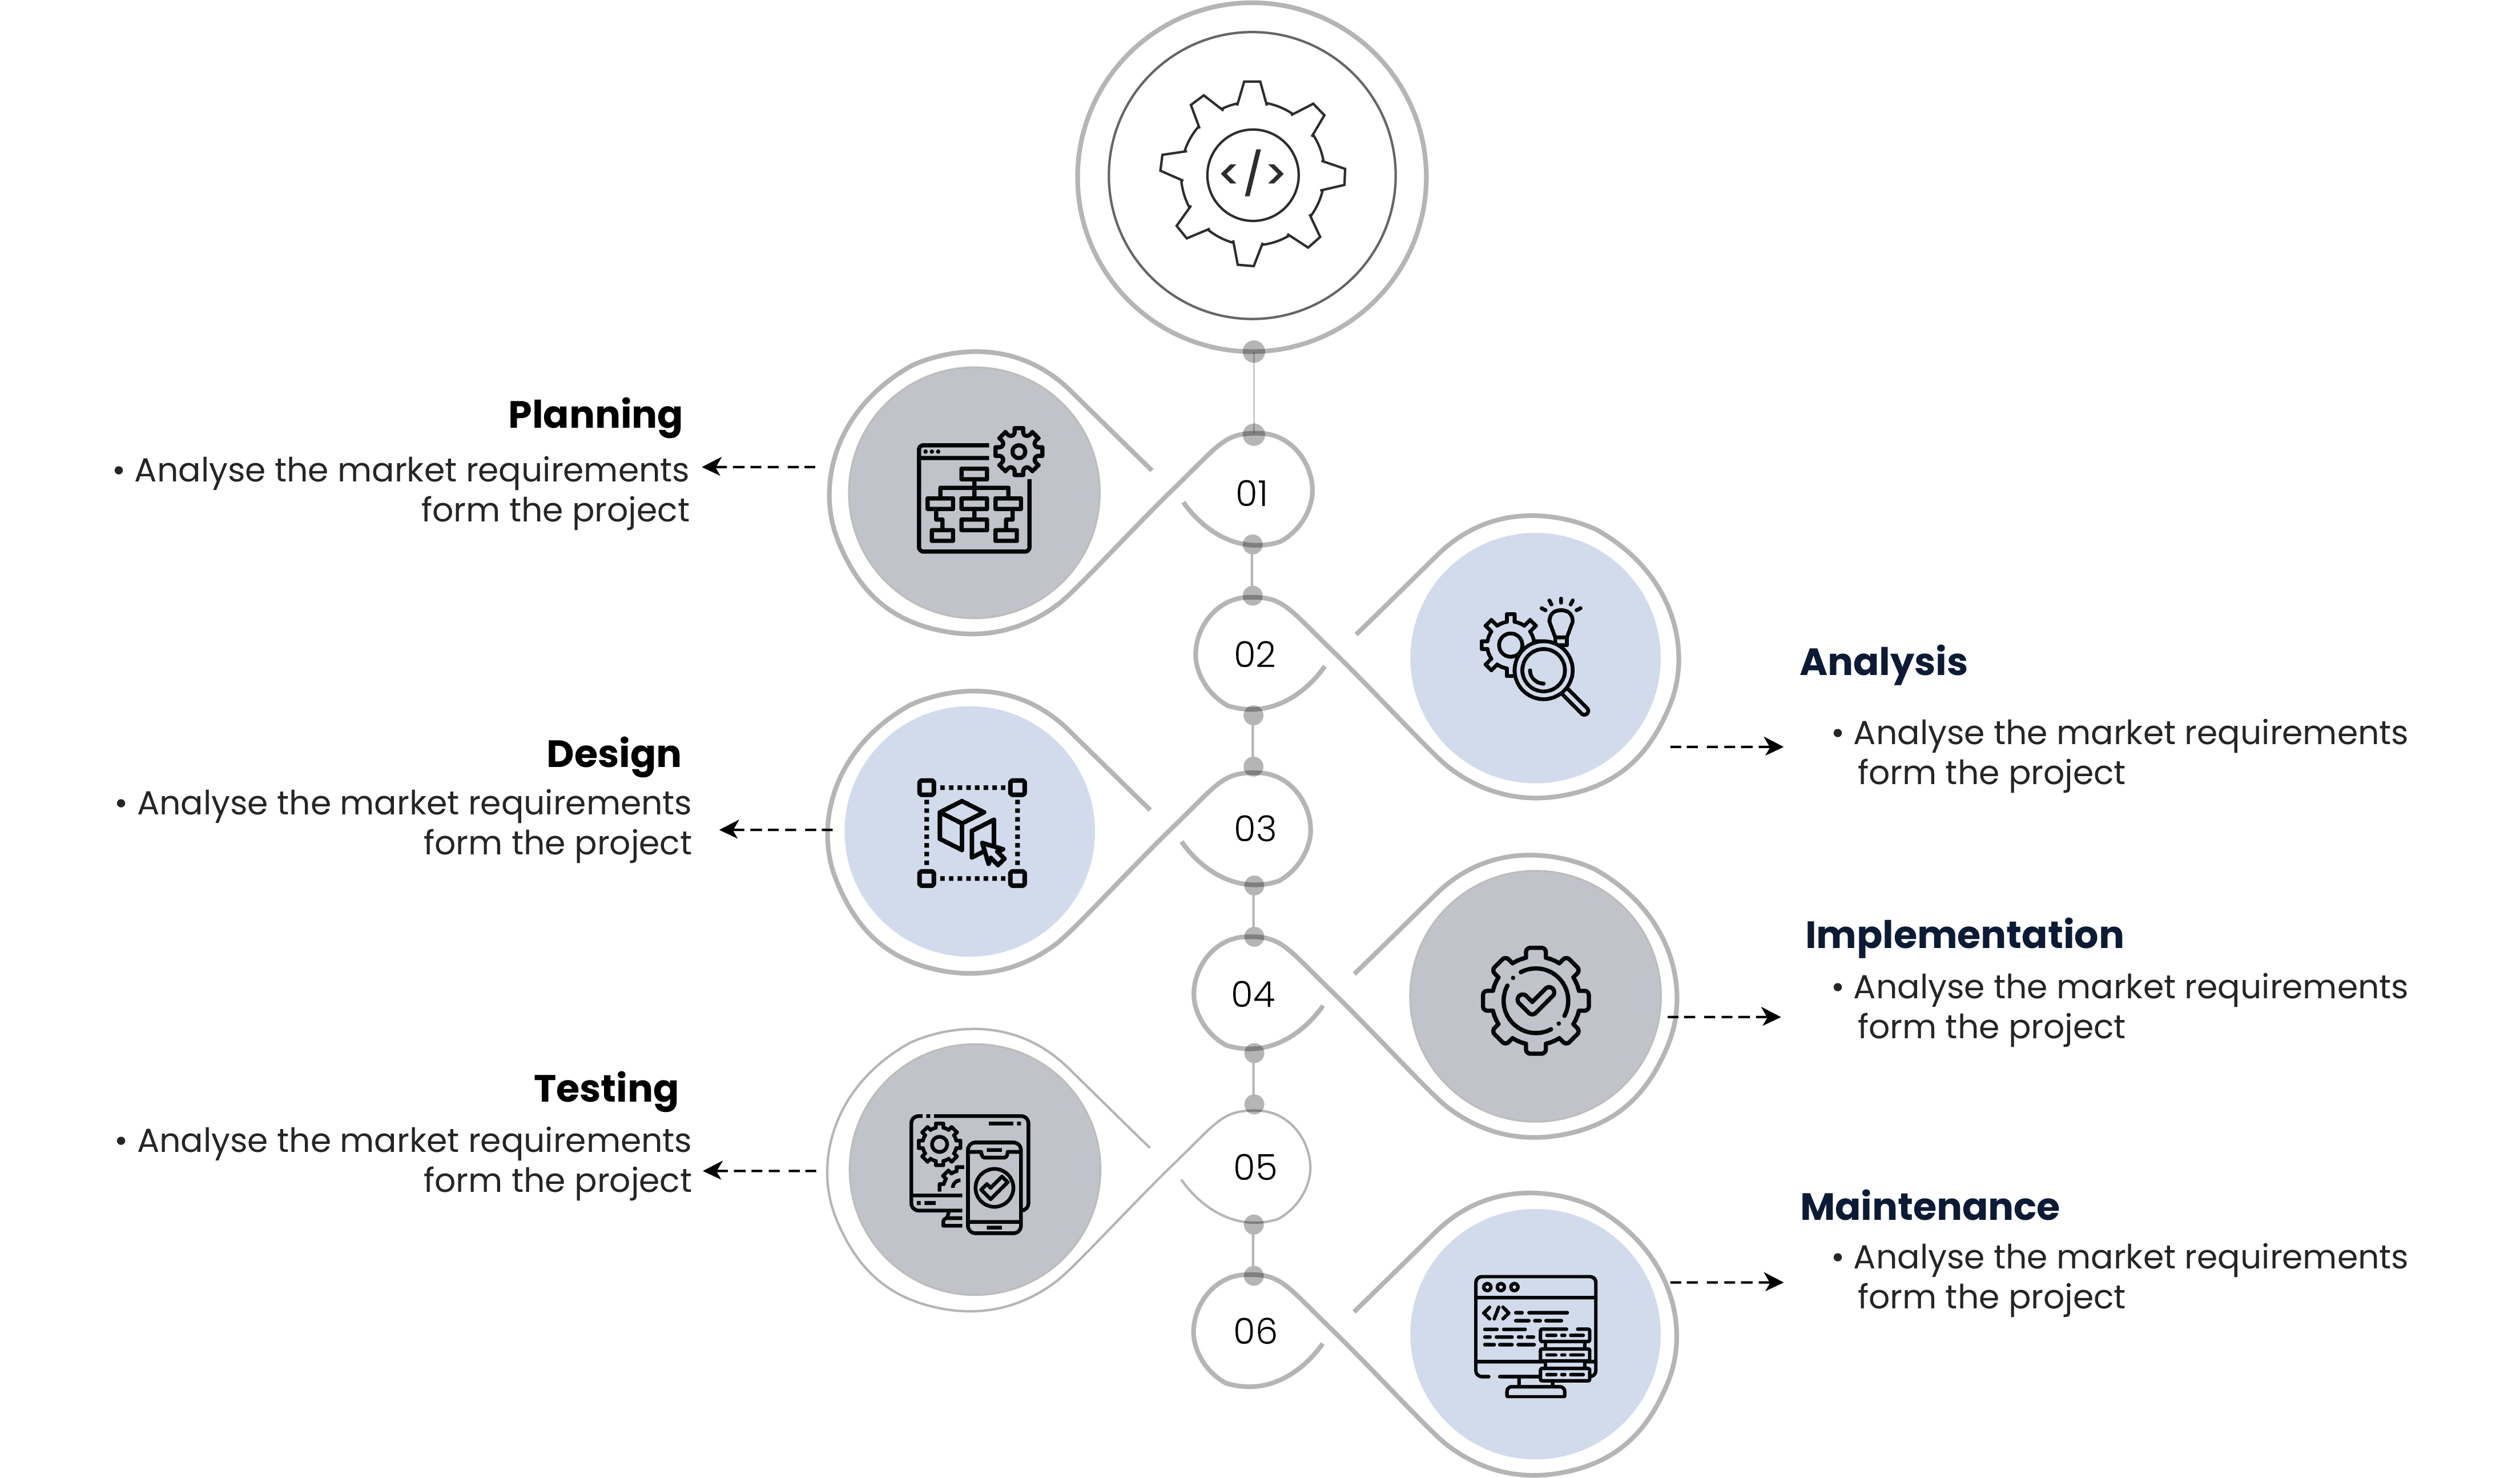 </>
Planning
• Analyse the market requirements
form the project
01
02
Analysis
• Analyse the market requirements
form the project
Design
• Analyse the market requirements
form the project
03
04
Implementation
• Analyse the market requirements
form the project
Testing
• Analyse the market requirements
form the project
05
06
Maintenance
• Analyse the market requirements
form the project